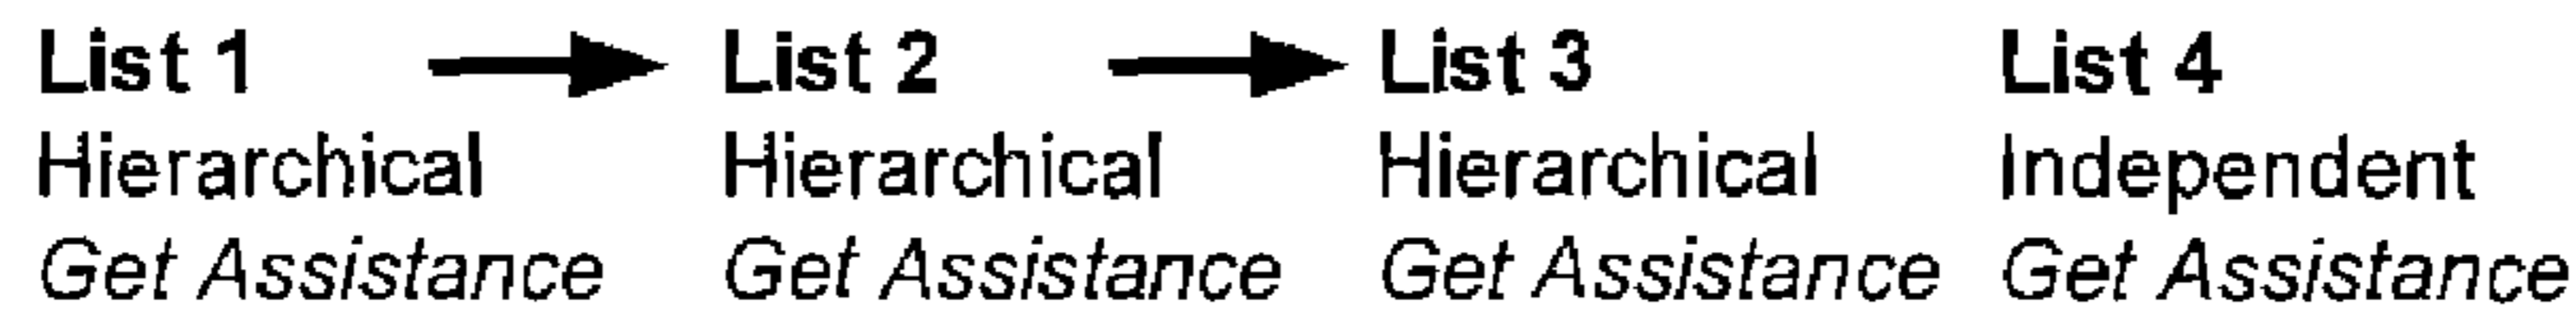 List 1 List 2 List 3 List 4
Hierarchical Hierarchical Hierarchical Independent
Get Assistance Get Assistance Get Assistance Get Assistance